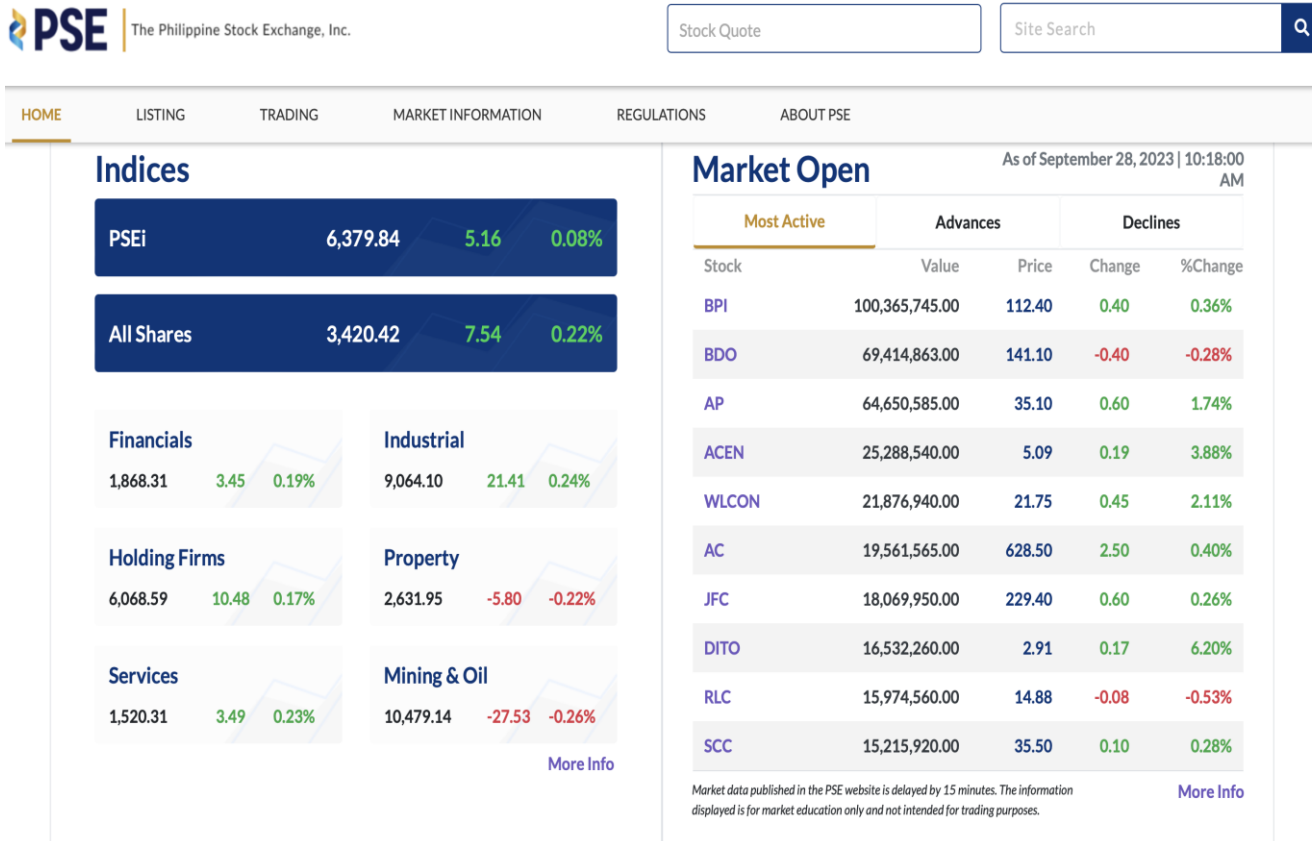 PSE The Philippine Stock Exchange, Inc.
Stock Quote
Site Search
HOME LISTING TRADING MARKET INFORMATION REGULATIONS ABOUT PSE
Indices
PSEi 6,379.84 5.16 0.08%
All Shares 3,420.42 7.54 0.22%
Financials
1,868.31 3.45 0.19%
Industrial
9,064.10 21.41 0.24%
Holding Firms
6,068.59 10.48 0.17%
Property
2,631.95 -5.80 -0.22%
Services
1,520.31 3.49 0.23%
Mining & Oil
10,479.14 -27.53 -0.26%
More Info
Market Open
As of September 28, 2023 | 10:18:00
AM
Most Active Advances Declines
Stock Value Price Change %Change
BPI 100,365,745.00 112.40 0.40 0.36%
BDO 69,414,863.00 141.10 -0.40 -0.28%
AP 64,650,585.00 35.10 0.60 1.74%
ACEN 25,288,540.00 5.09 0.19 3.88%
WLCON 21,876,940.00 21.75 0.45 2.11%
AC 19,561,565.00 628.50 2.50 0.40%
JFC 18,069,950.00 229.40 0.60 0.26%
DITO 16,532,260.00 2.91 0.17 6.20%
RLC 15,974,560.00 14.88 -0.08 -0.53%
SCC 15,215,920.00 35.50 0.10 0.28%
Market data published in the PSE website is delayed by 15 minutes. The information
displayed is for market education only and not intended for trading purposes.
More Info